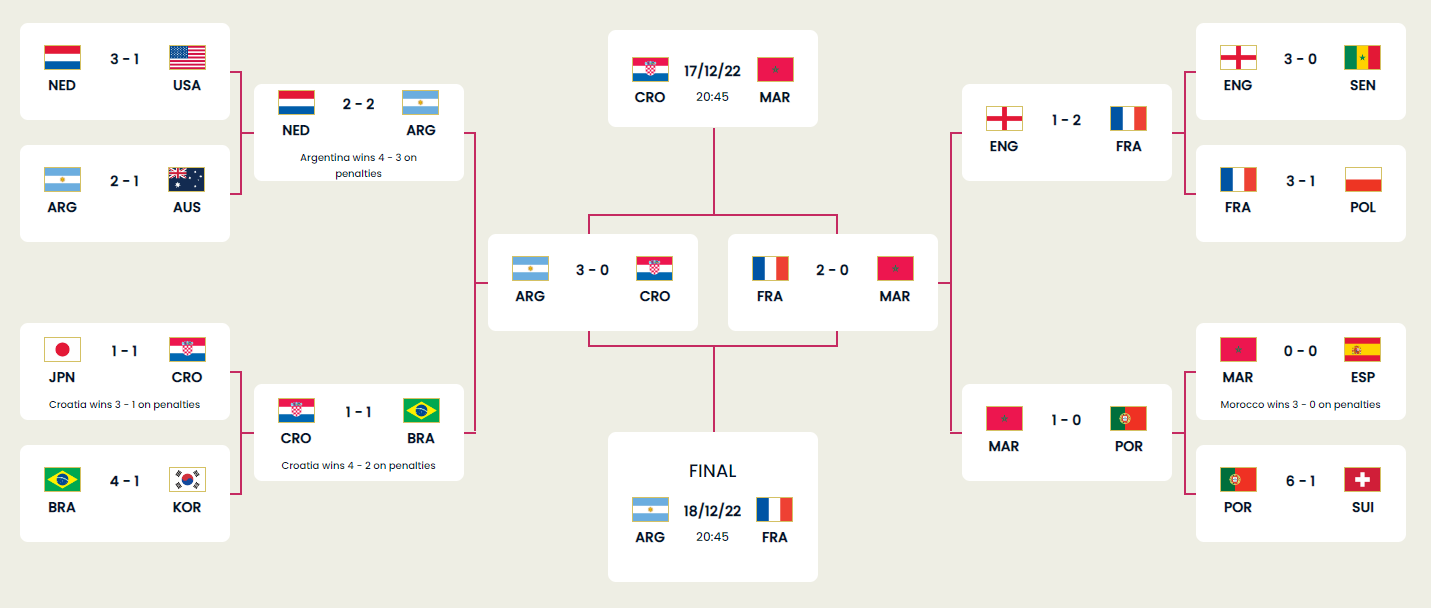 3 - 1
NED USA
2 - 1
ARG AUS
1 - 1
JPN CRO
Croatia wins 3 - 1 on penalties
4 - 1
BRA KOR
2 - 2
NED ARG
Argentina wins 4 - 3 on
penalties
1 - 1
CRO BRA
Croatia wins 4 - 2 on penalties
3 - 0
ARG CRO
17/12/22
CRO 20:45 MAR
FINAL
18/12/22
ARG 20:45 FRA
2 - 0
FRA MAR
1 - 2
ENG FRA
1 - 0
MAR POR
3 - 0
ENG SEN
3 - 1
FRA POL
0 - 0
MAR ESP
Morocco wins 3 - 0 on penalties
6 - 1
POR SUI